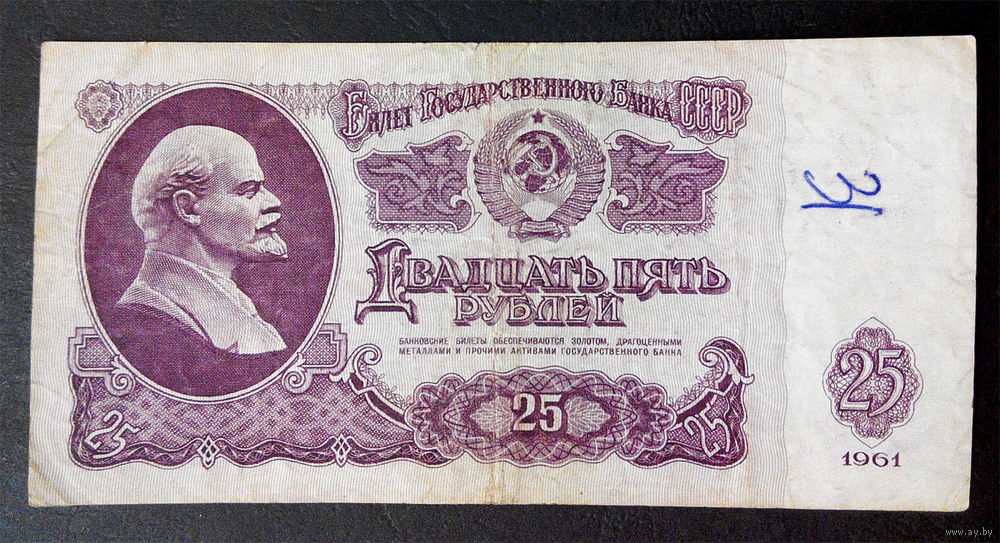 Билет Государственного Банка СССР
Двадцать пять
рублей
БАНКОВСКИЕ БИЛЕТЫ ОБЕСПЕЧИВАЮТСЯ ЗОЛОТОМ, ДРАГОЦЕННЫМИ
МЕТАЛЛАМИ И ПРОЧИМИ АКТИВАМИ ГОСУДАРСТВЕННОГО БАНКА
25
25
25
25
1961
www.ay.by